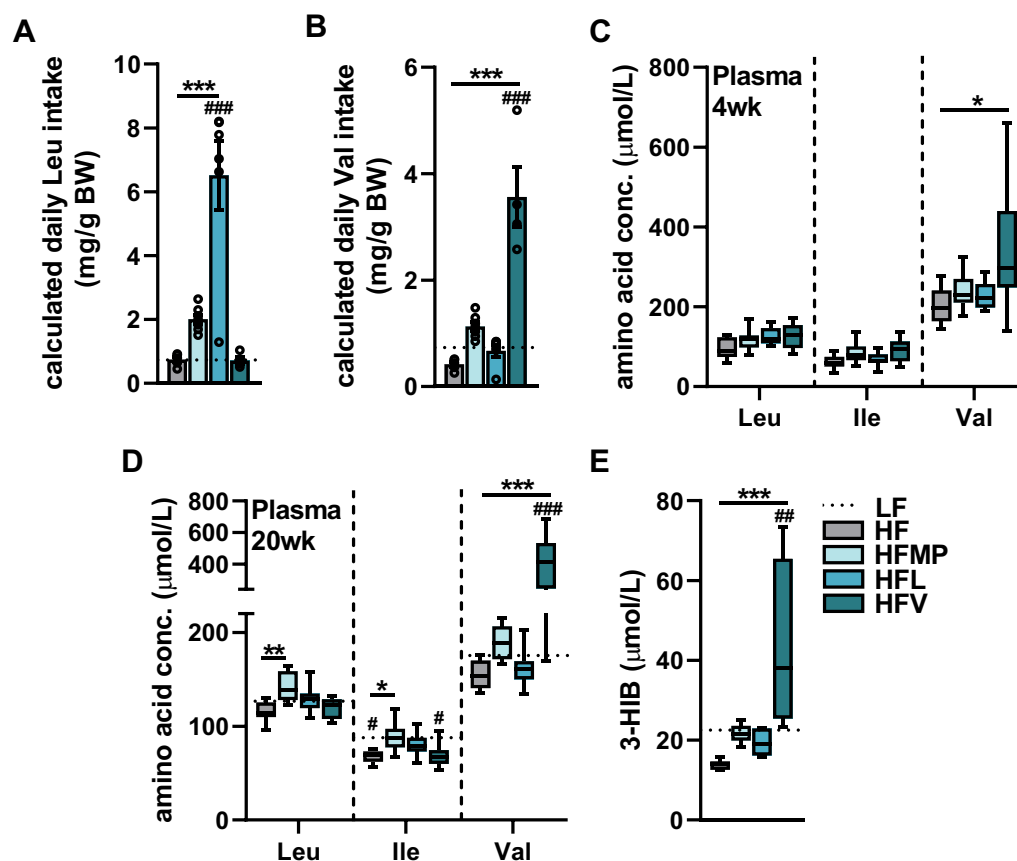 A
calculated daily Leu intake
(mg/g BW)
10
8
6
4
2
0
***
###
B
calculated daily Val intake
(mg/g BW)
6
4
2
0
***
###
C
amino acid conc. (μmol/L)
800
600
400
200
0
Plasma
4wk
*
Leu Ile Val
D
amino acid conc. (μmol/L)
800
600
400
200
100
0
Plasma
20wk
**
#
*
#
***
###
Leu Ile Val
E
3-HIB (μmol/L)
80
60
40
20
0
***
##
LF
HF
HFMP
HFL
HFV